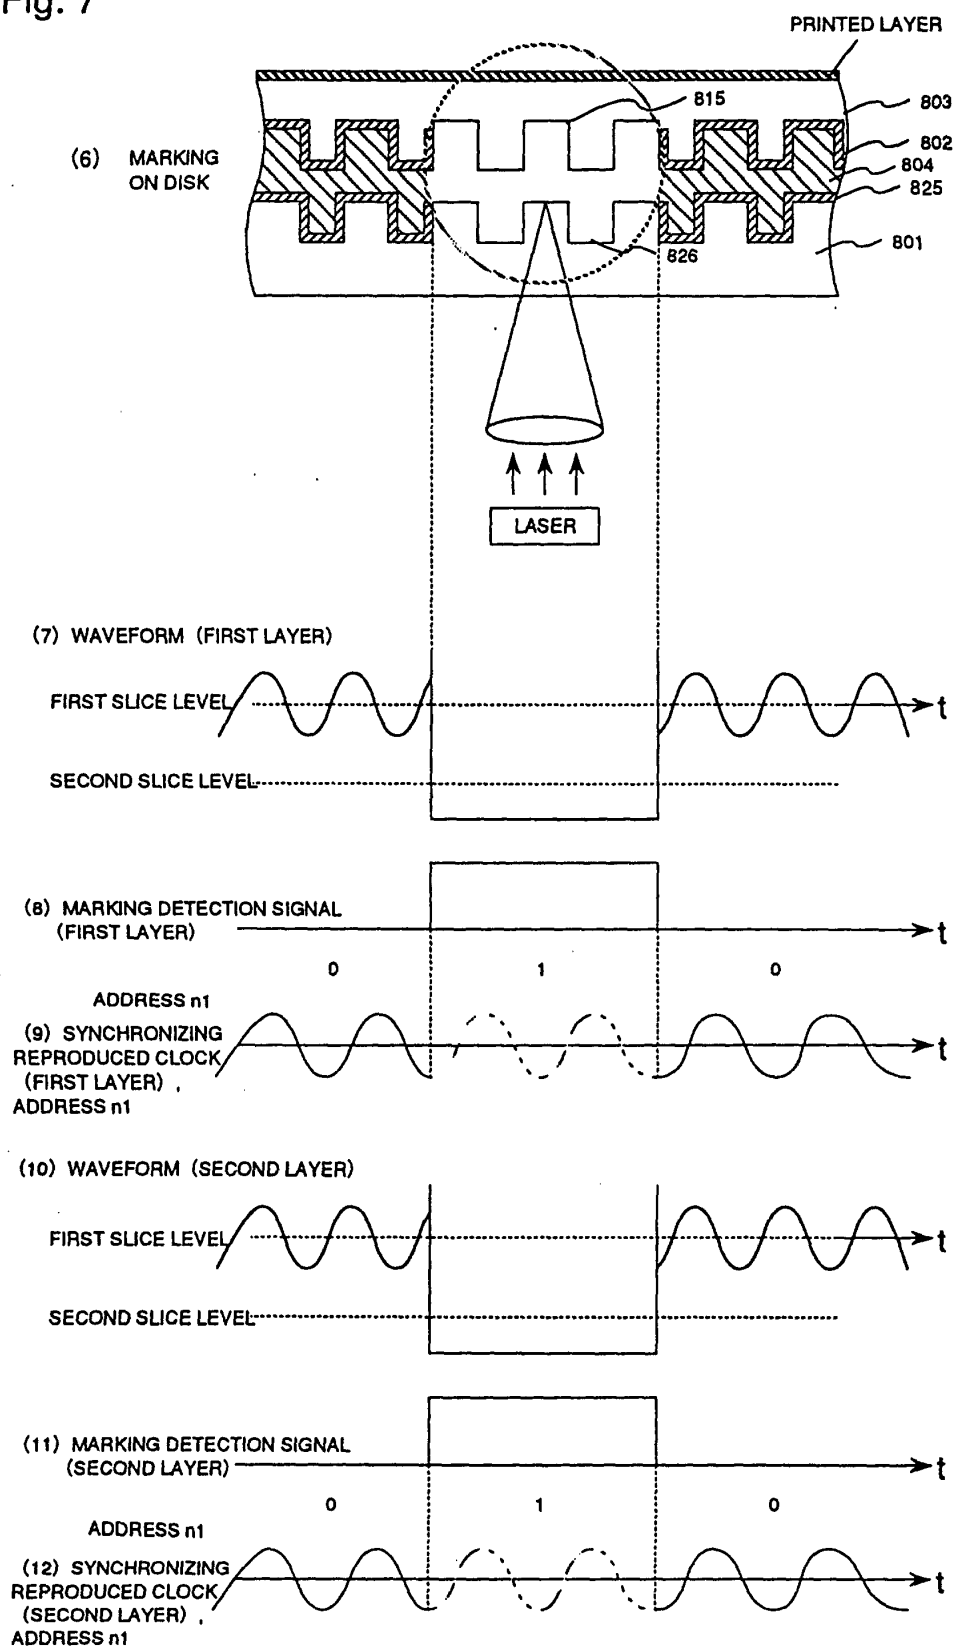 Fig. 7
PRINTED LAYER
815
803
802
804
825
801
826
(6) MARKING
ON DISK
LASER
(7) WAVEFORM (FIRST LAYER)
FIRST SLICE LEVEL
t
SECOND SLICE LEVEL
(8) MARKING DETECTION SIGNAL
(FIRST LAYER)
t
0 1 0
ADDRESS n1
(9) SYNCHRONIZING
REPRODUCED CLOCK
(FIRST LAYER) ,
ADDRESS n1
t
(10) WAVEFORM (SECOND LAYER)
FIRST SLICE LEVEL
t
SECOND SLICE LEVEL
(11) MARKING DETECTION SIGNAL
(SECOND LAYER)
t
0 1 0
ADDRESS n1
(12) SYNCHRONIZING
REPRODUCED CLOCK
(SECOND LAYER) ,
ADDRESS n1
t